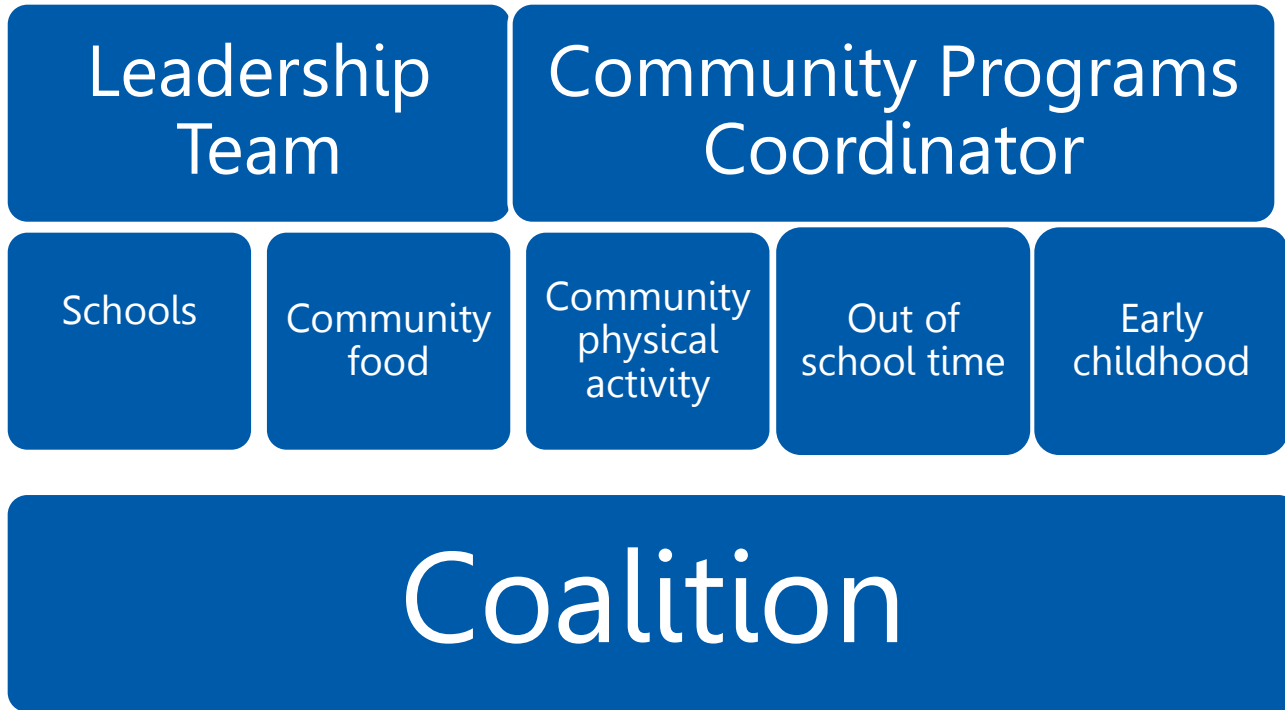 Leadership
Team
Community Programs
Coordinator
Schools
Community
food
Community
physical
activity
Out of
school time
Early
childhood
Coalition